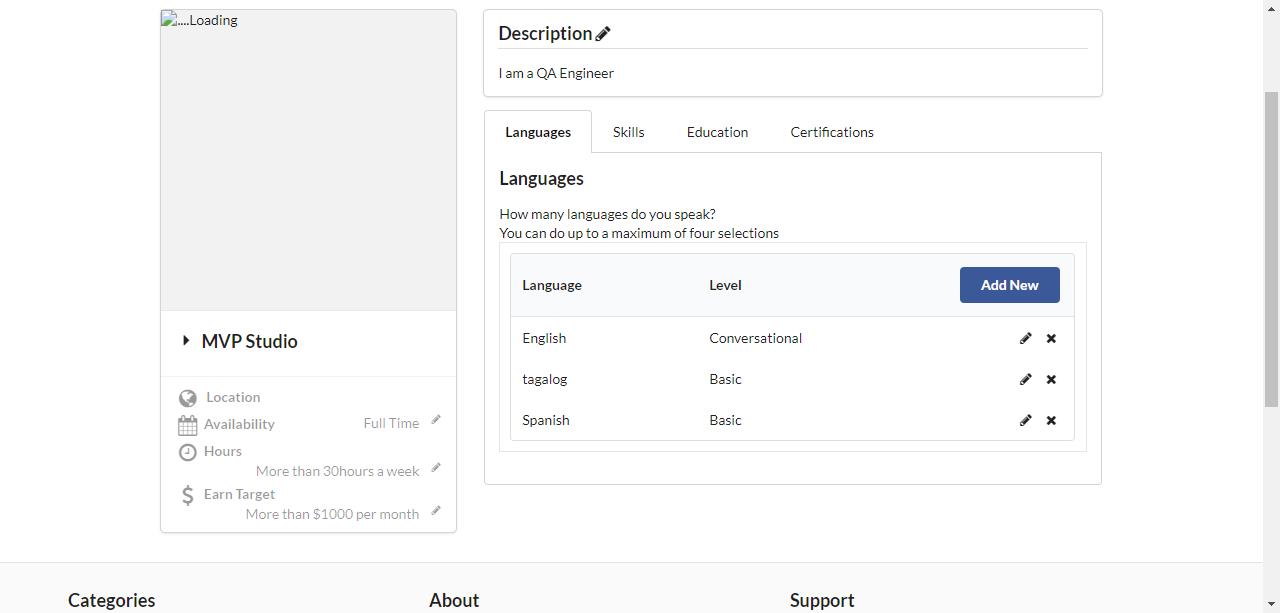 ....Loading
MVP Studio
Location
Availability Full Time
Hours
More than 30hours a week
Earn Target
More than $1000 per month
Description
I am a QA Engineer
Languages Skills Education Certifications
Languages
How many languages do you speak?
You can do up to a maximum of four selections
Language Level Add New
English Conversational
tagalog Basic
Spanish Basic
Categories About Support